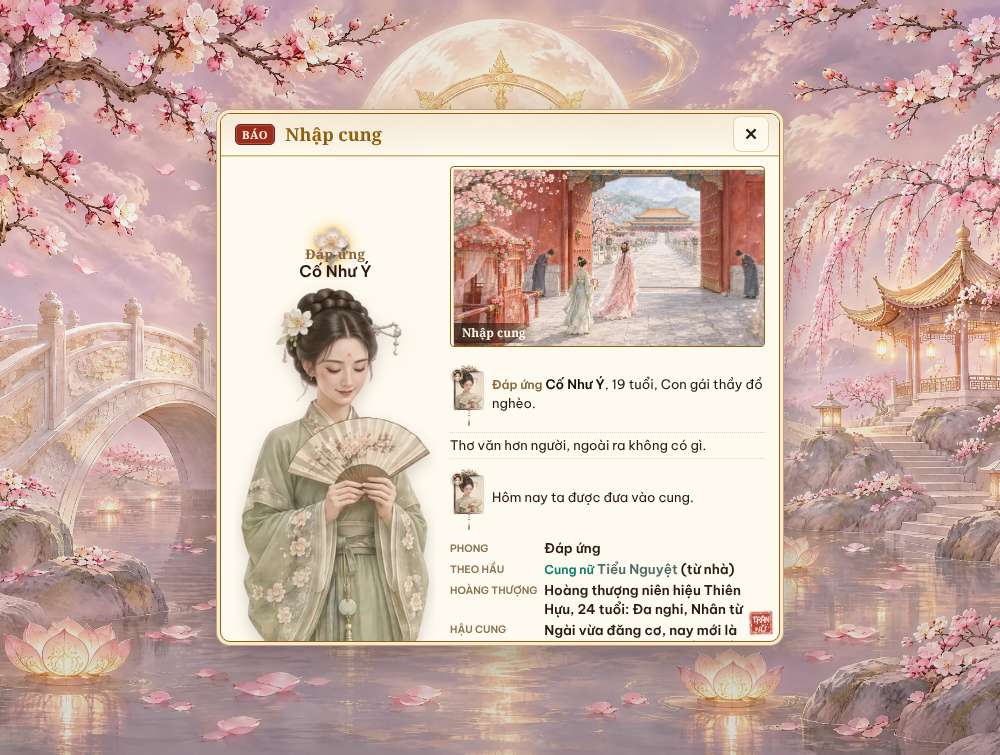 BÁO Nhập cung ✕
Đáp ứng
Cố Như Ý
Nhập cung
Đáp ứng Cố Như Ý, 19 tuổi, Con gái thầy đồ
nghèo.
Thơ văn hơn người, ngoài ra không có gì.
Hôm nay ta được đưa vào cung.
PHONG Đáp ứng
THEO HẦU Cung nữ Tiểu Nguyệt (từ nhà)
HOÀNG THƯỢNG Hoàng thượng niên hiệu Thiên
Hựu, 24 tuổi: Đa nghi, Nhân từ
HẬU CUNG Ngài vừa đăng cơ, nay mới là